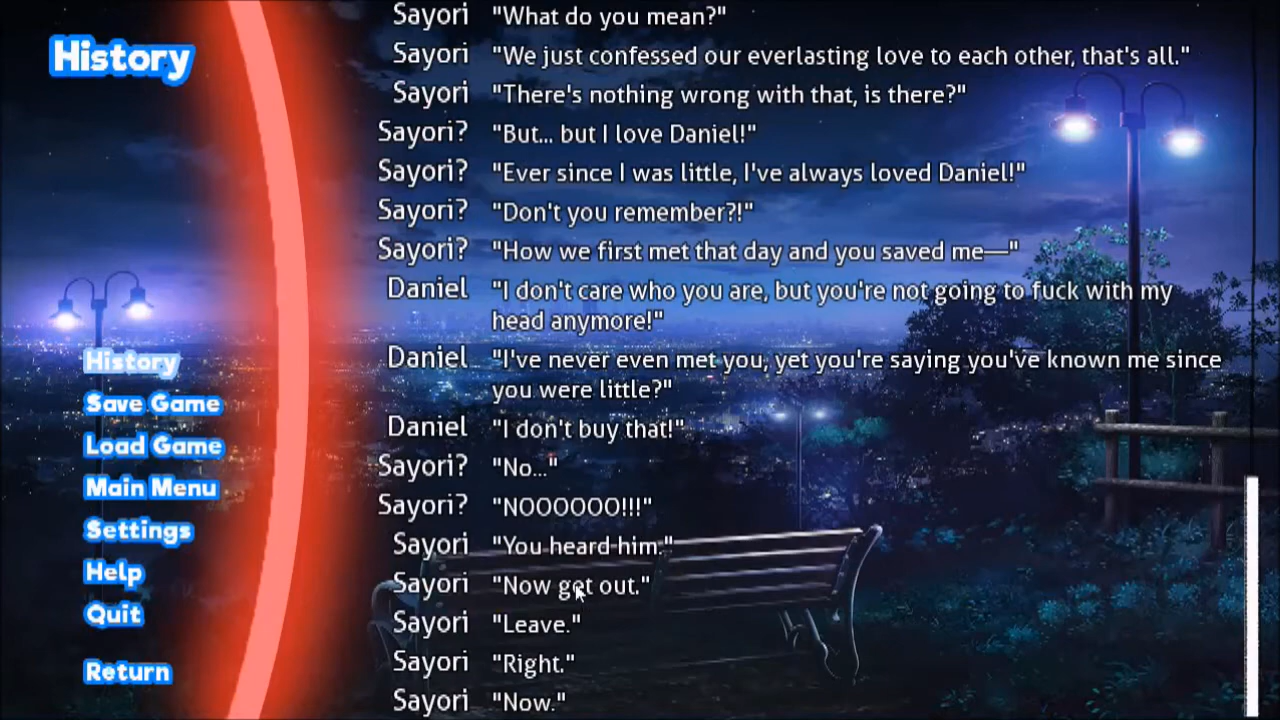 History
Sayori "What do you mean?"
Sayori "We just confessed our everlasting love to each other, that's all."
Sayori "There's nothing wrong with that, is there?"
Sayori? "But... but I love Daniel!"
Sayori? "Ever since I was little, I've always loved Daniel!"
Sayori? "Don't you remember?!"
Sayori? "How we first met that day and you saved me—"
Daniel "I don't care who you are, but you're not going to fuck with my
head anymore!"
Daniel "I've never even met you, yet you're saying you've known me since
you were little?"
Daniel "I don't buy that!"
Sayori? "No..."
Sayori? "NOOOOOO!!!"
Sayori "You heard him."
Sayori "Now get out."
Sayori "Leave."
Sayori "Right."
Sayori "Now."
History
Save Game
Load Game
Main Menu
Settings
Help
Quit
Return